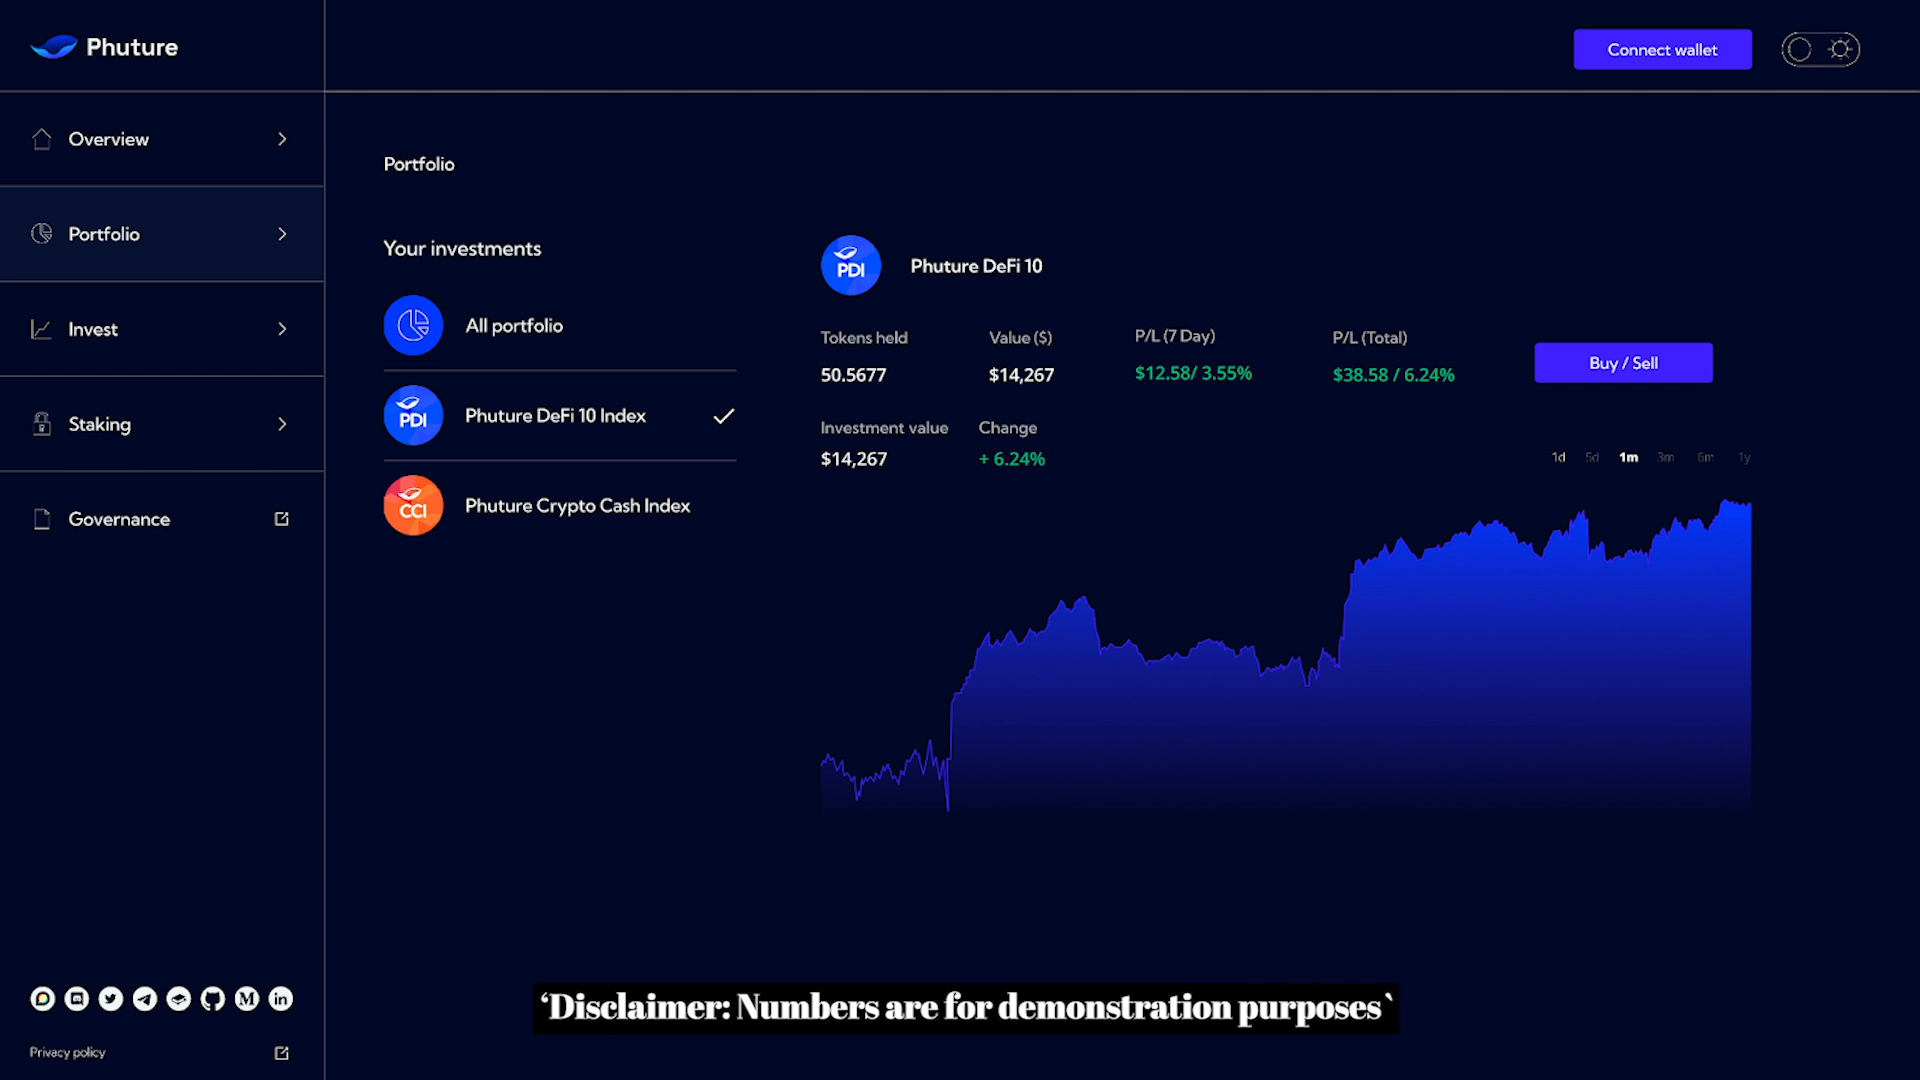 Phuture
Connect wallet
Overview
Portfolio
Invest
Staking
Governance
Privacy policy
Portfolio
Your investments
All portfolio
PDI
Phuture DeFi 10 Index
CCI
Phuture Crypto Cash Index
PDI
Phuture DeFi 10
Tokens held
50.5677
Value ($)
$14,267
P/L (7 Day)
$12.58/ 3.55%
P/L (Total)
$38.58 / 6.24%
Buy / Sell
Investment value
$14,267
Change
+ 6.24%
1d 5d 1m 3m 6m 1y
‘Disclaimer: Numbers are for demonstration purposes`